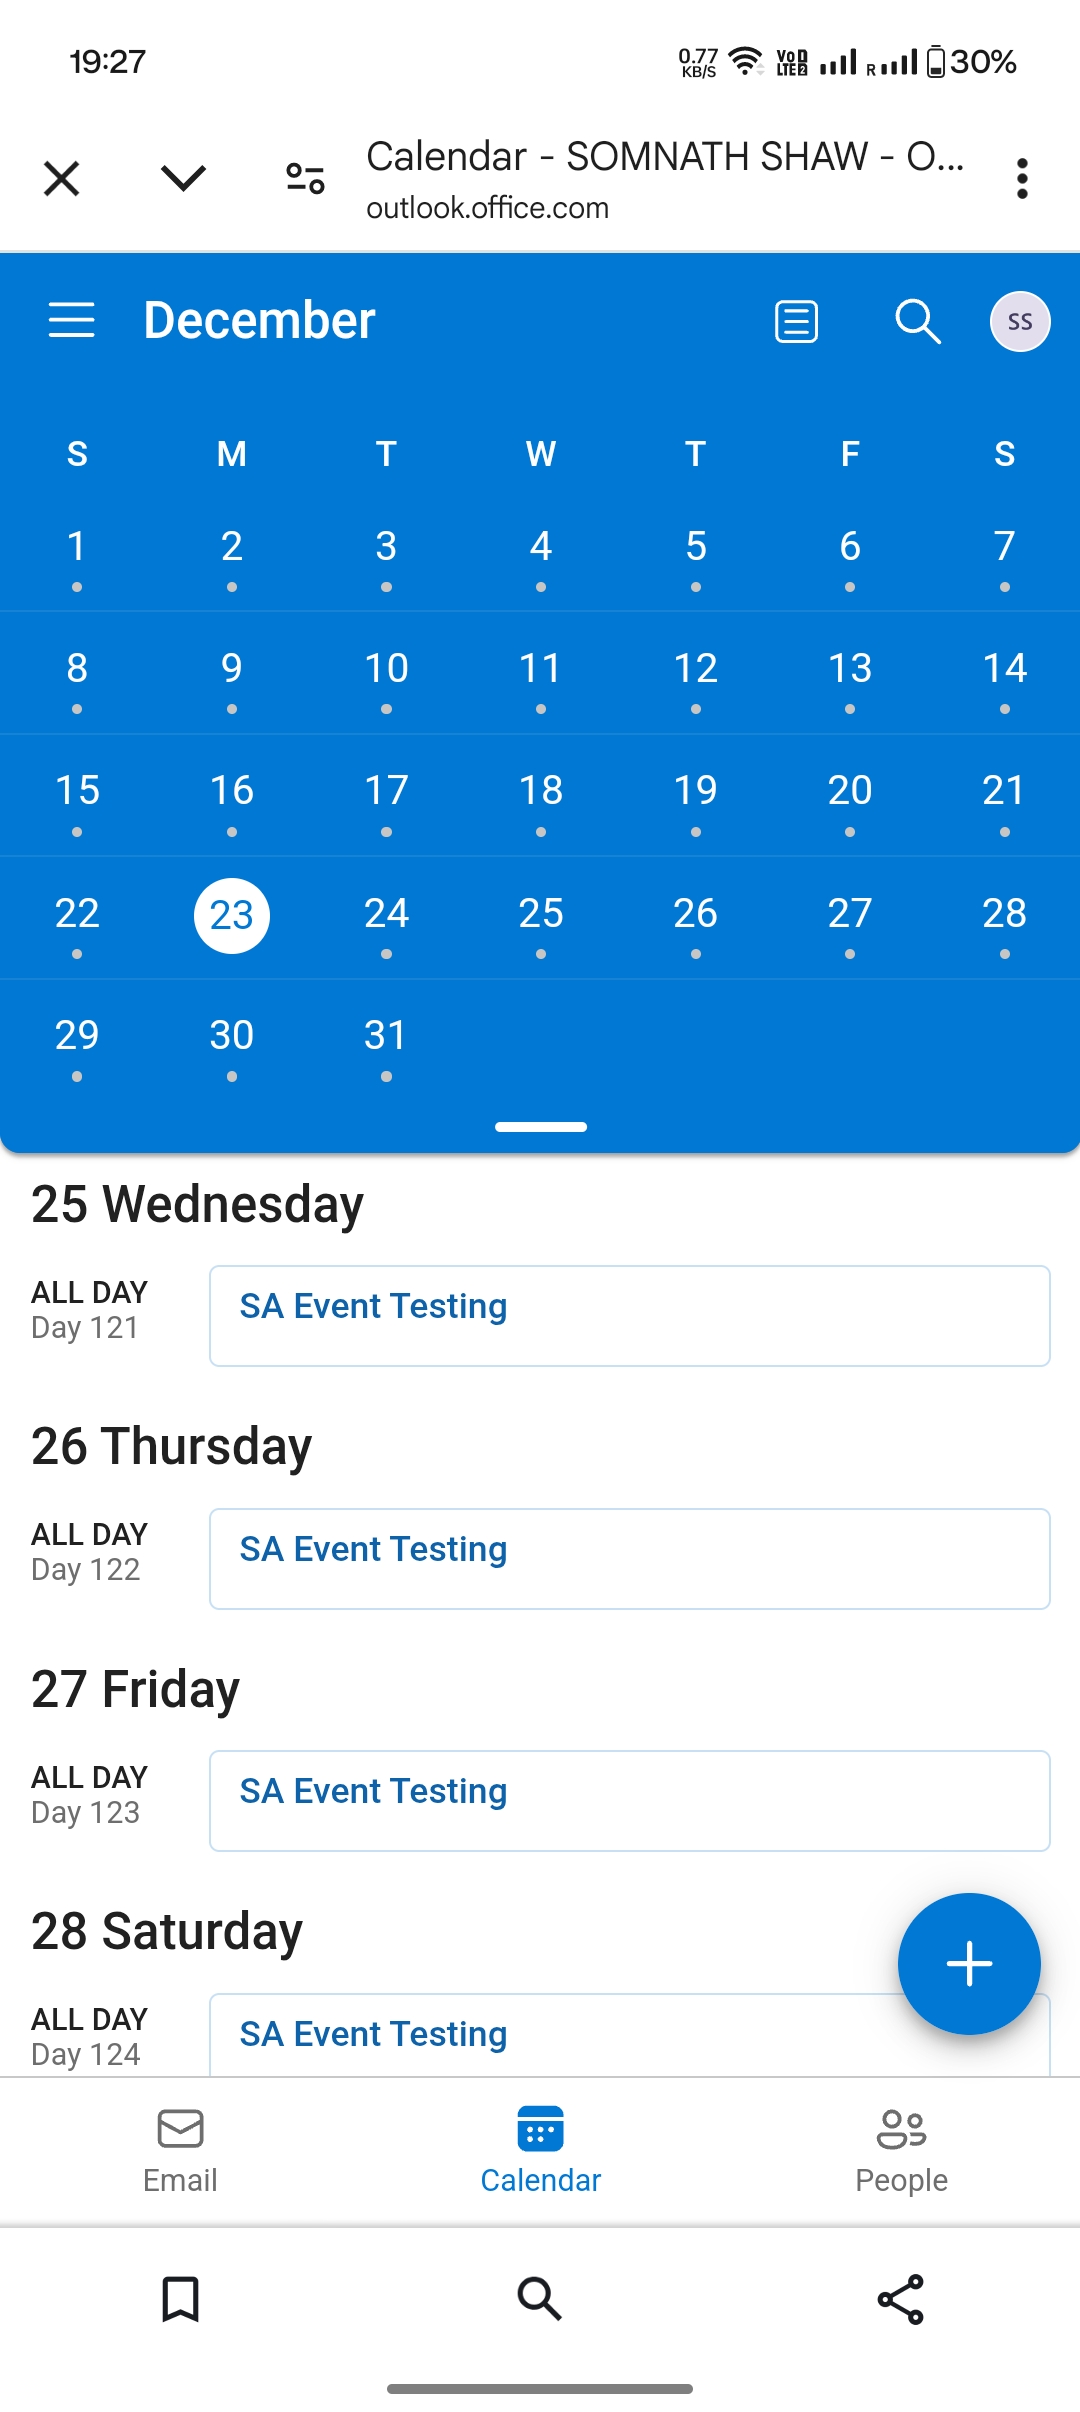 19:27
0.77 KB/S
VoD LTE 2
R
30%
Calendar - SOMNATH SHAW - O...
outlook.office.com
December
SS
S M T W T F S
1 2 3 4 5 6 7
8 9 10 11 12 13 14
15 16 17 18 19 20 21
22 23 24 25 26 27 28
29 30 31
25 Wednesday
ALL DAY
SA Event Testing
Day 121
26 Thursday
ALL DAY
SA Event Testing
Day 122
27 Friday
ALL DAY
SA Event Testing
Day 123
28 Saturday
ALL DAY
SA Event Testing
Day 124
Email Calendar People